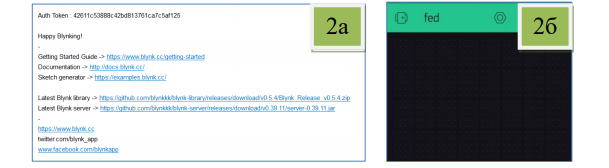 Auth Token : 42611c53888c42bd813761ca7c5af125
Happy Blynking!
-
Getting Started Guide -> https://www.blynk.cc/getting-started
Documentation -> http://docs.blynk.cc/
Sketch generator -> https://examples.blynk.cc/
Latest Blynk library -> https://github.com/blynkkk/blynk-library/releases/download/v0.5.4/Blynk_Release_v0.5.4.zip
Latest Blynk server -> https://github.com/blynkkk/blynk-server/releases/download/v0.39.11/server-0.39.11.jar
-
https://www.blynk.cc
twitter.com/blynk_app
www.facebook.com/blynkapp
2а
fed
2б